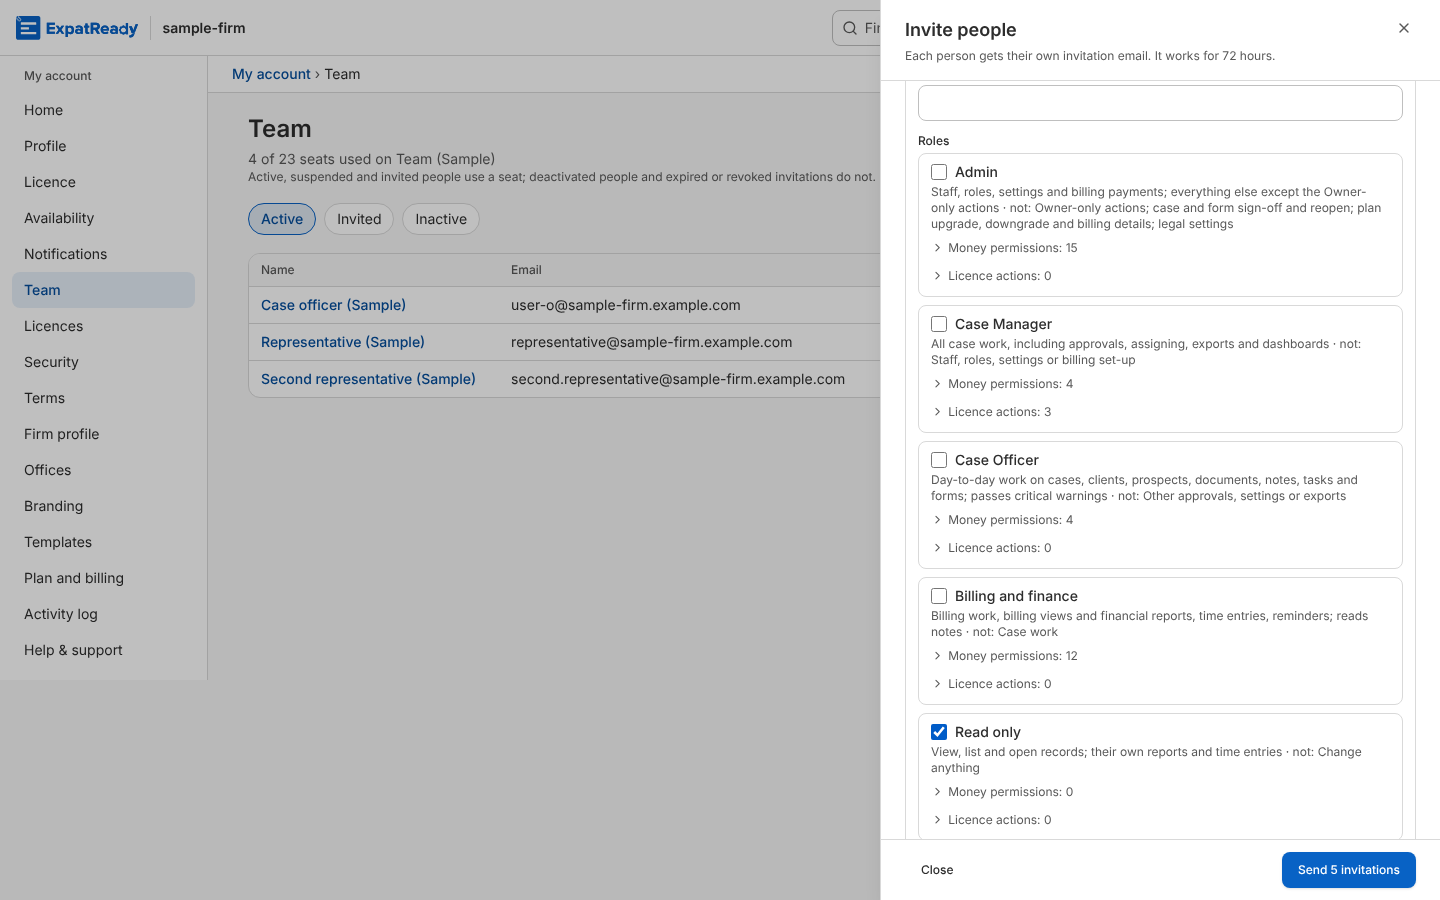 ExpatReady
sample-firm
Fin
My account
Home
Profile
Licence
Availability
Notifications
Team
Licences
Security
Terms
Firm profile
Offices
Branding
Templates
Plan and billing
Activity log
Help & support
My account › Team
Team
4 of 23 seats used on Team (Sample)
Active, suspended and invited people use a seat; deactivated people and expired or revoked invitations do not.
Active
Invited
Inactive
Name Email
Case officer (Sample) user-o@sample-firm.example.com
Representative (Sample) representative@sample-firm.example.com
Second representative (Sample) second.representative@sample-firm.example.com
Invite people
Each person gets their own invitation email. It works for 72 hours.
Roles
Admin
Staff, roles, settings and billing payments; everything else except the Owner-
only actions · not: Owner-only actions; case and form sign-off and reopen; plan
upgrade, downgrade and billing details; legal settings
Money permissions: 15
Licence actions: 0
Case Manager
All case work, including approvals, assigning, exports and dashboards · not:
Staff, roles, settings or billing set-up
Money permissions: 4
Licence actions: 3
Case Officer
Day-to-day work on cases, clients, prospects, documents, notes, tasks and
forms; passes critical warnings · not: Other approvals, settings or exports
Money permissions: 4
Licence actions: 0
Billing and finance
Billing work, billing views and financial reports, time entries, reminders; reads
notes · not: Case work
Money permissions: 12
Licence actions: 0
Read only
View, list and open records; their own reports and time entries · not: Change
anything
Money permissions: 0
Licence actions: 0
Close
Send 5 invitations